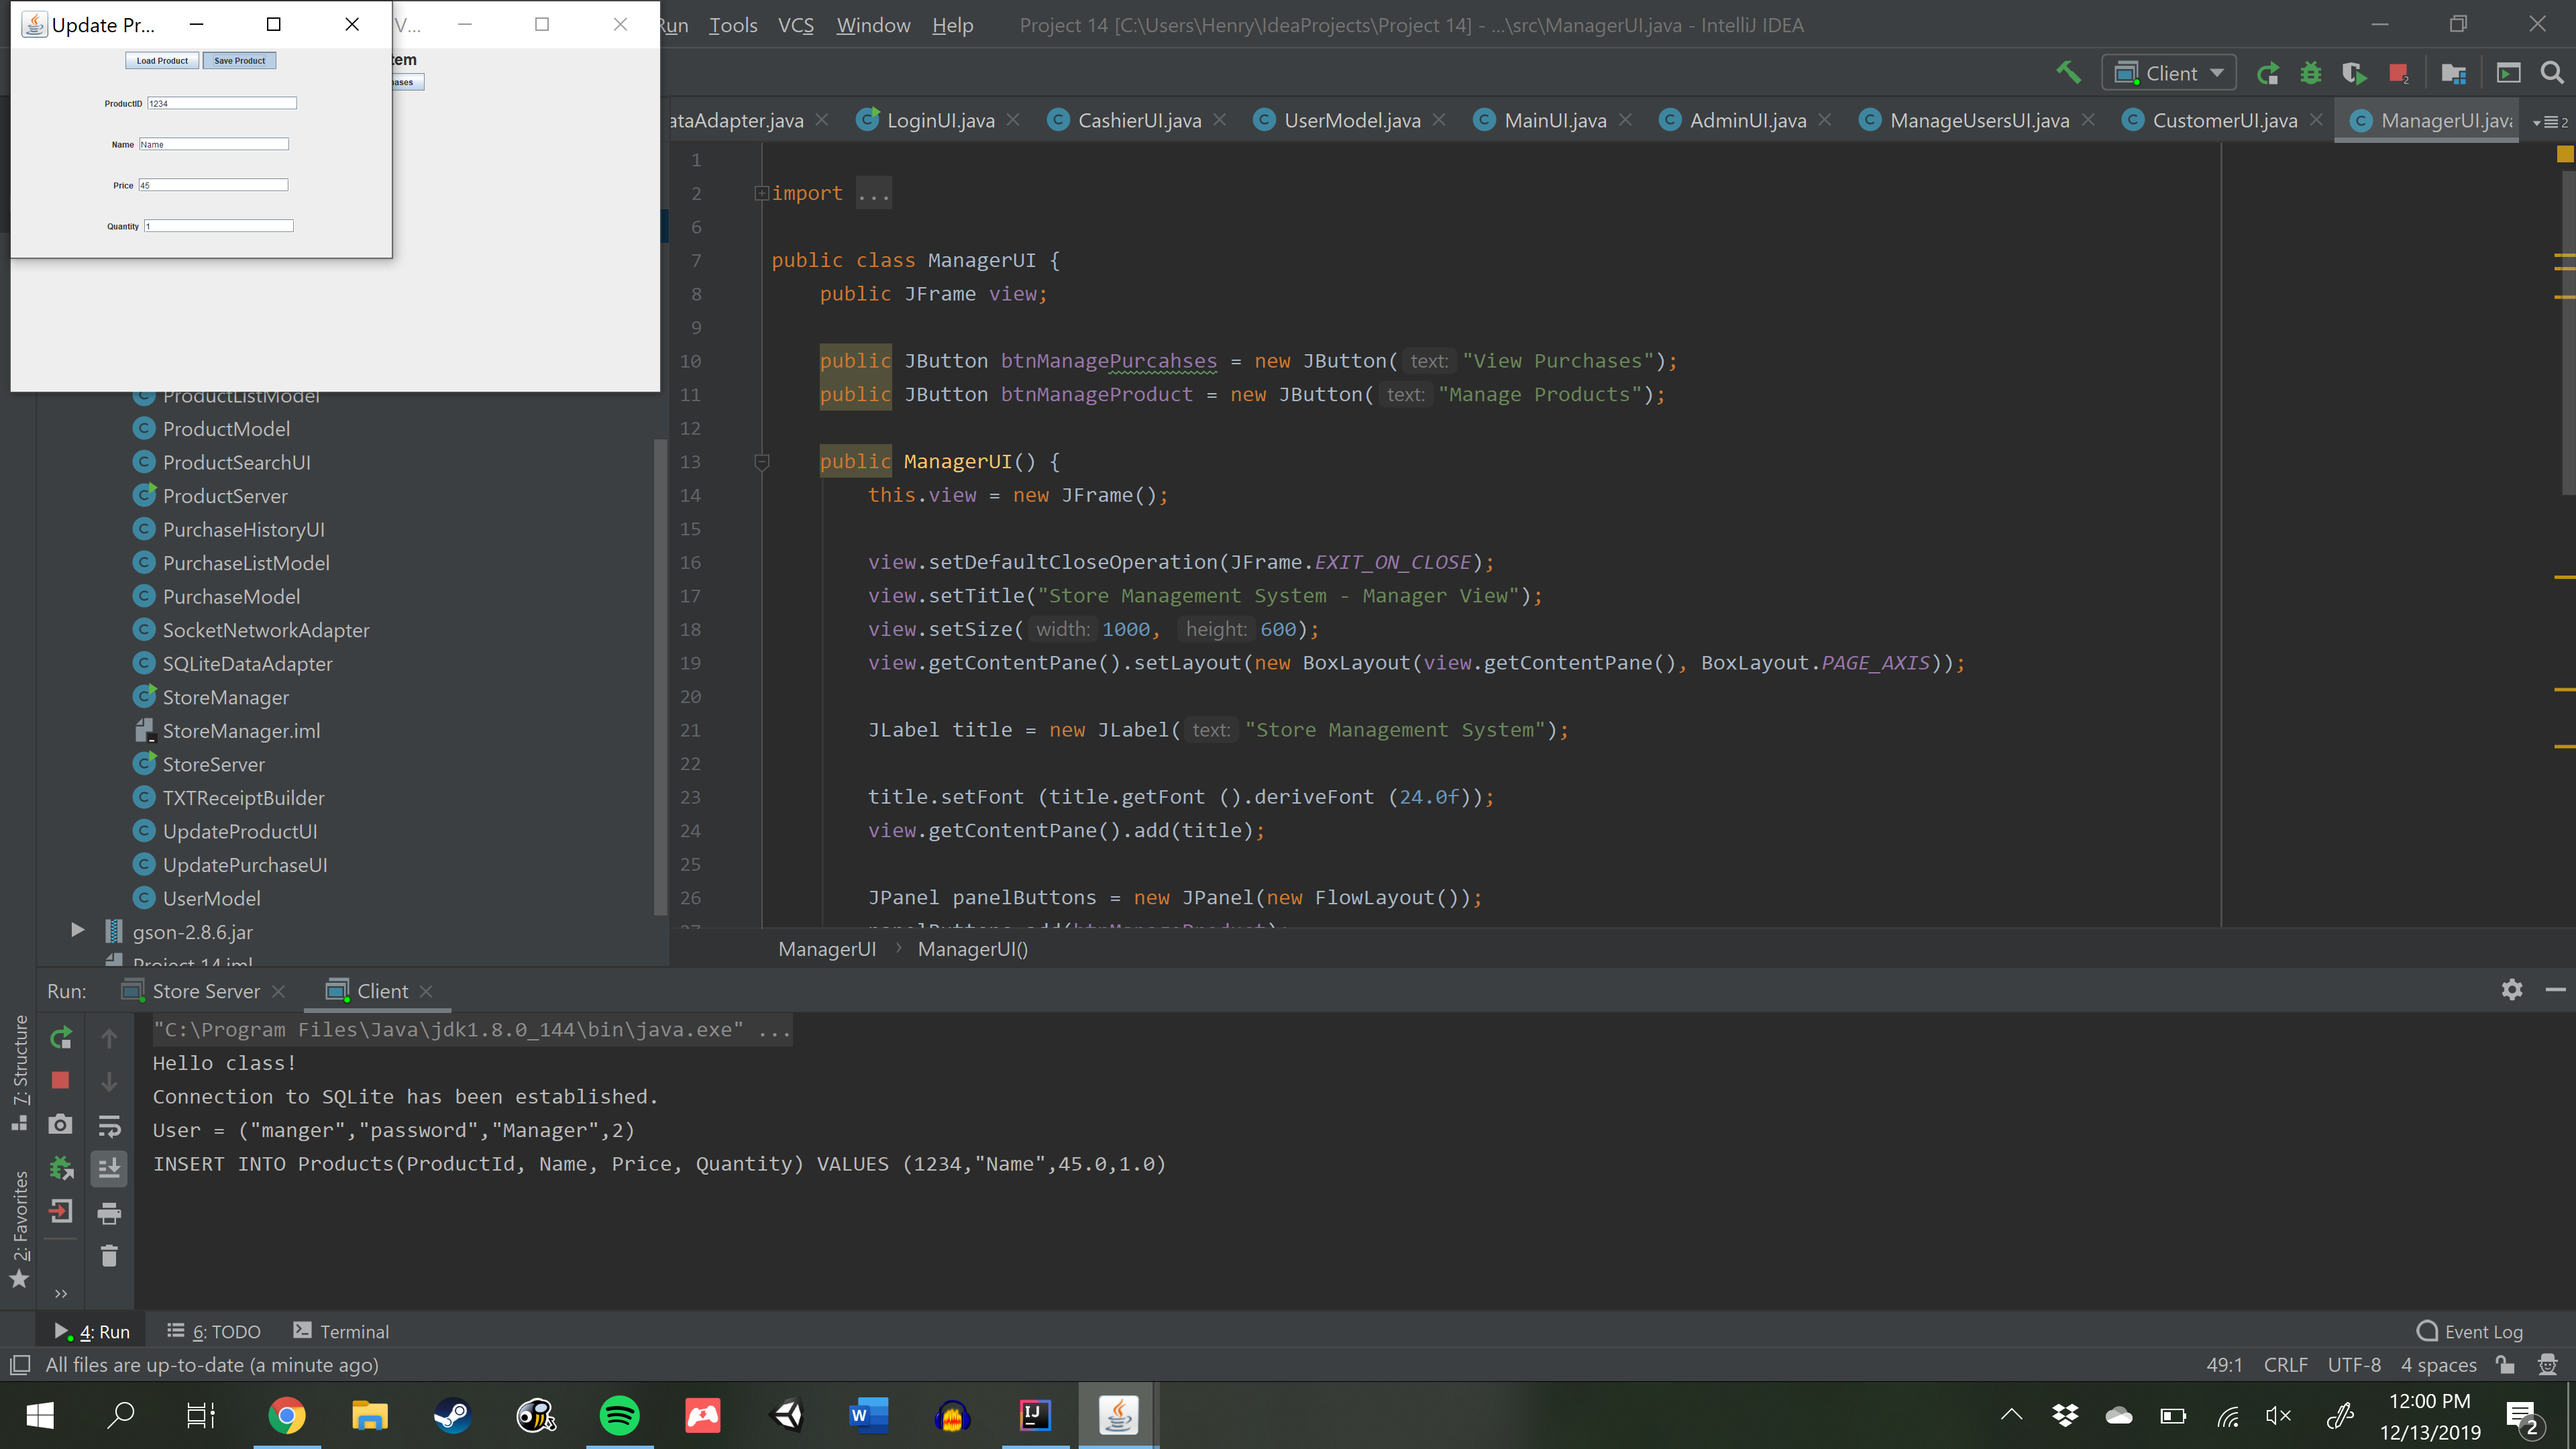 Update Pr...
V...
Run Tools VCS Window Help
Project 14 [C:\Users\Henry\IdeaProjects\Project 14] - ...\src\ManagerUI.java - IntelliJ IDEA
Load Product Save Product
tem
hases
ProductID 1234
Name Name
Price 45
Quantity 1
Client
2
ataAdapter.java LoginUI.java CashierUI.java UserModel.java MainUI.java AdminUI.java ManageUsersUI.java CustomerUI.java ManagerUI.java
2
1
2 import ...
6
7 public class ManagerUI {
8 public JFrame view;
9
10 public JButton btnManagePurcahses = new JButton( text: "View Purchases");
11 public JButton btnManageProduct = new JButton( text: "Manage Products");
12
13 public ManagerUI() {
14 this.view = new JFrame();
15
16 view.setDefaultCloseOperation(JFrame.EXIT_ON_CLOSE);
17 view.setTitle("Store Management System - Manager View");
18 view.setSize( width: 1000, height: 600);
19 view.getContentPane().setLayout(new BoxLayout(view.getContentPane(), BoxLayout.PAGE_AXIS));
20
21 JLabel title = new JLabel( text: "Store Management System");
22
23 title.setFont (title.getFont ().deriveFont (24.0f));
24 view.getContentPane().add(title);
25
26 JPanel panelButtons = new JPanel(new FlowLayout());
27 panelButtons.add(btnManageProduct);
ManagerUI › ManagerUI()
ProductListModel
ProductModel
ProductSearchUI
ProductServer
PurchaseHistoryUI
PurchaseListModel
PurchaseModel
SocketNetworkAdapter
SQLiteDataAdapter
StoreManager
StoreManager.iml
StoreServer
TXTReceiptBuilder
UpdateProductUI
UpdatePurchaseUI
UserModel
gson-2.8.6.jar
Project 14.iml
7: Structure
2: Favorites
Run: Store Server Client
"C:\Program Files\Java\jdk1.8.0_144\bin\java.exe" ...
Hello class!
Connection to SQLite has been established.
User = ("manger","password","Manager",2)
INSERT INTO Products(ProductId, Name, Price, Quantity) VALUES (1234,"Name",45.0,1.0)
4: Run 6: TODO Terminal
Event Log
All files are up-to-date (a minute ago)
49:1 CRLF UTF-8 4 spaces
12:00 PM
12/13/2019
2